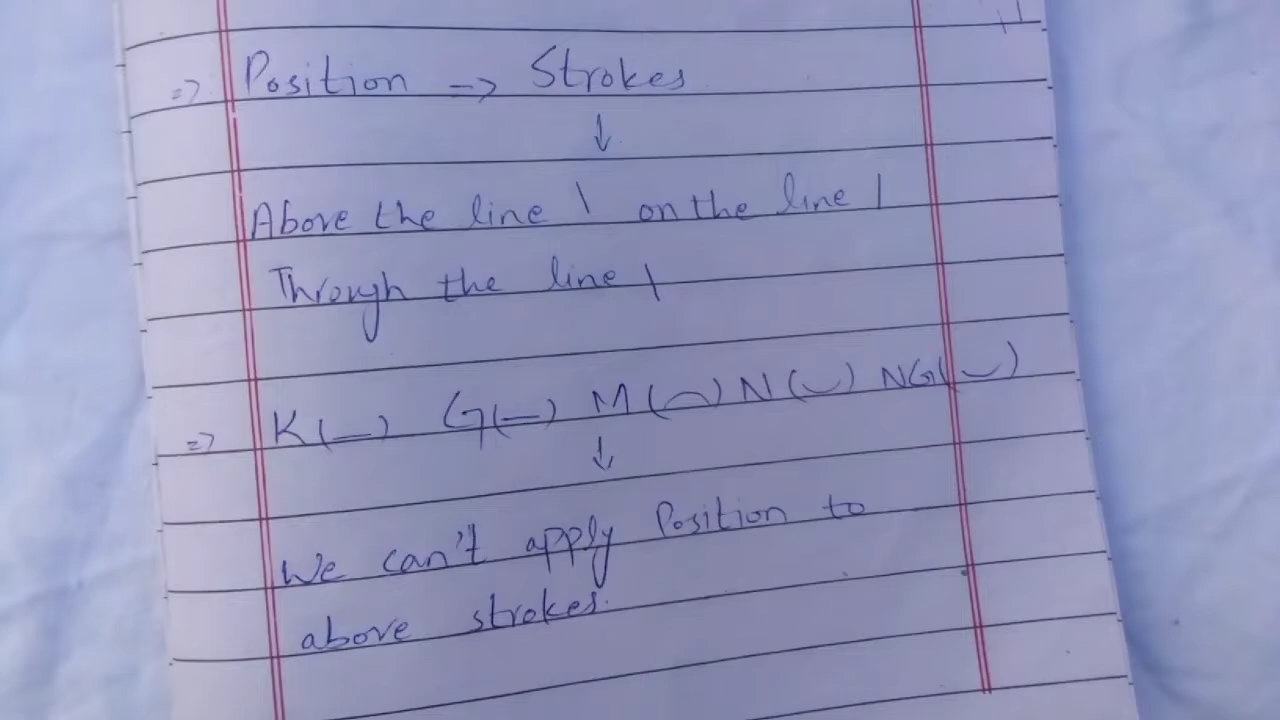 => Position -> Strokes
↓
Above the line \ on the line /
Through the line \
=> K(—) G(—) M(⌒) N(‿) NG(‿)
↓
We can't apply Position to
above strokes.